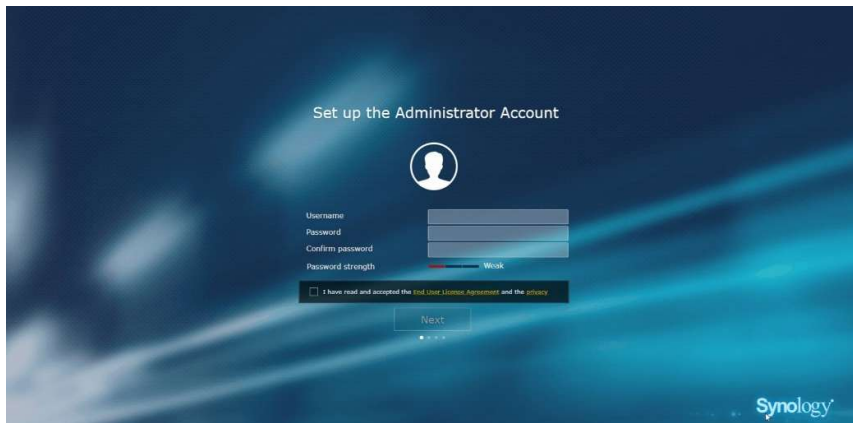 Set up the Administrator Account
Username
Password
Confirm password
Password strength Weak
I have read and accepted the End User License Agreement and the privacy
Next
Synology